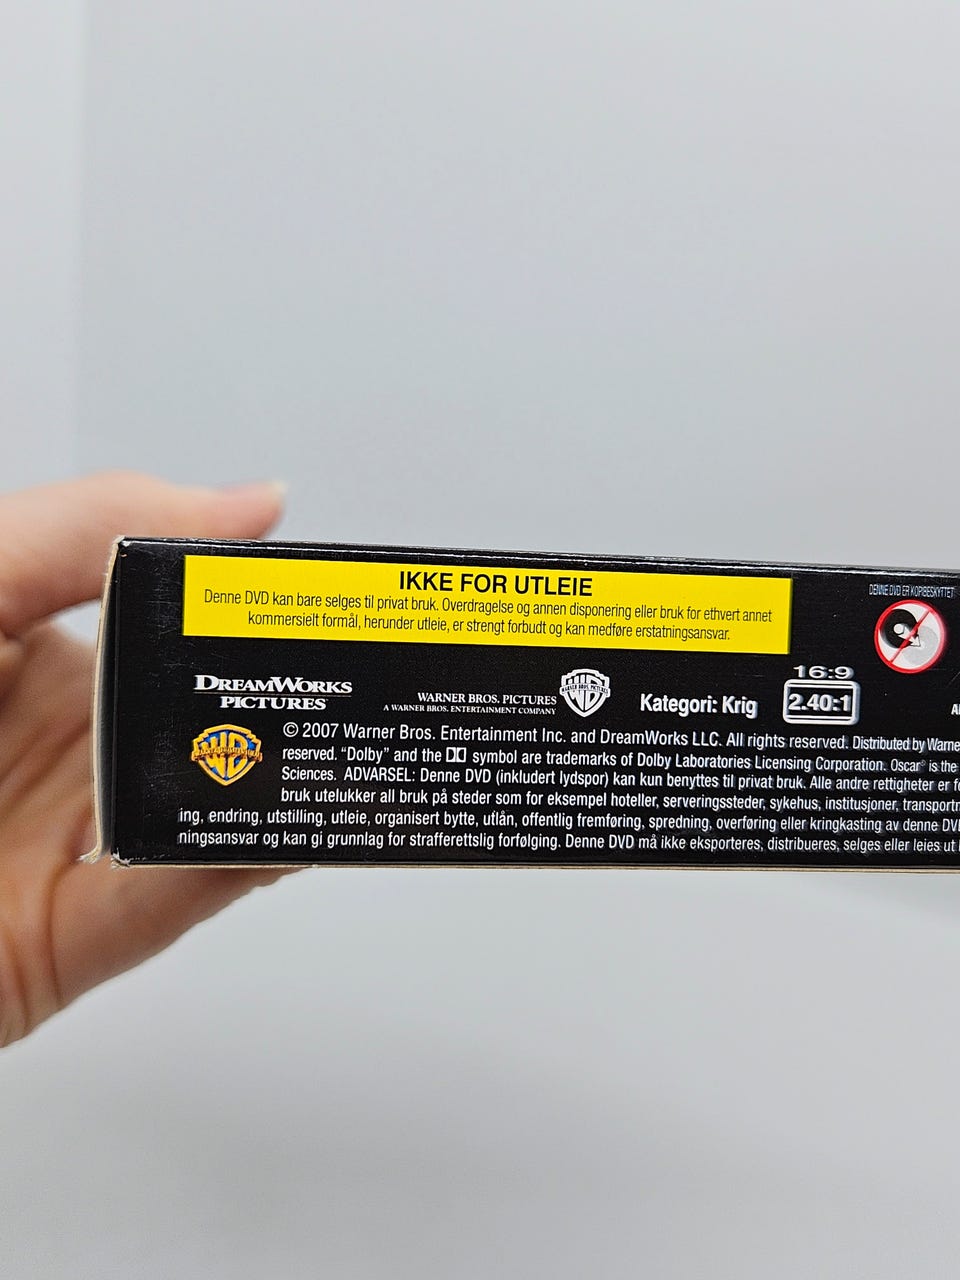 IKKE FOR UTLEIE
Denne DVD kan bare selges til privat bruk. Overdragelse og annen disponering eller bruk for ethvert annet
kommersielt formål, herunder utleie, er strengt forbudt og kan medføre erstatningsansvar.
DENNE DVD ER KOPIBESKYTTET
16:9
2.40:1
DREAMWORKS
PICTURES
WARNER BROS. PICTURES
A WARNER BROS. ENTERTAINMENT COMPANY
Kategori: Krig
© 2007 Warner Bros. Entertainment Inc. and DreamWorks LLC. All rights reserved. Distributed by Warne
reserved. “Dolby” and the symbol are trademarks of Dolby Laboratories Licensing Corporation. Oscar® is the
Sciences. ADVARSEL: Denne DVD (inkludert lydspor) kan kun benyttes til privat bruk. Alle andre rettigheter er
bruk utelukker all bruk på steder som for eksempel hoteller, serveringssteder, sykehus, institusjoner, transport
ing, endring, utstilling, utleie, organisert bytte, utlån, offentlig fremføring, spredning, overføring eller kringkasting av denne DV
ningsansvar og kan gi grunnlag for strafferettslig forfølging. Denne DVD må ikke eksporteres, distribueres, selges eller leies ut